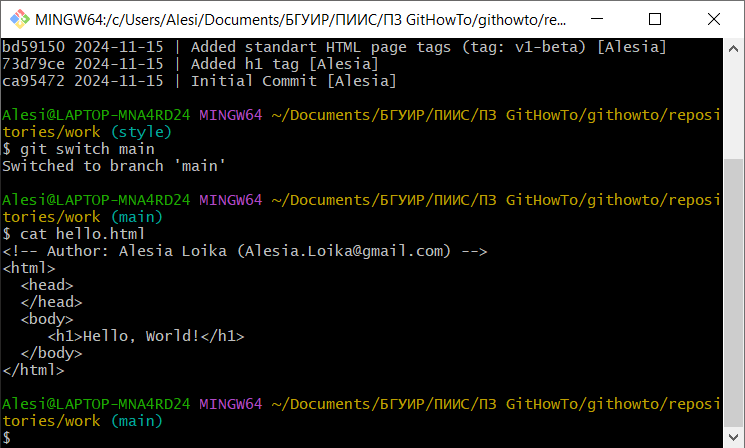 MINGW64:/c/Users/Alesi/Documents/БГУИР/ПИИС/ПЗ GitHowTo/githowto/re...
bd59150 2024-11-15 | Added standart HTML page tags (tag: v1-beta) [Alesia]
73d79ce 2024-11-15 | Added h1 tag [Alesia]
ca95472 2024-11-15 | Initial Commit [Alesia]
Alesi@LAPTOP-MNA4RD24 MINGW64 ~/Documents/БГУИР/ПИИС/ПЗ GitHowTo/githowto/reposi
tories/work (style)
$ git switch main
Switched to branch 'main'
Alesi@LAPTOP-MNA4RD24 MINGW64 ~/Documents/БГУИР/ПИИС/ПЗ GitHowTo/githowto/reposi
tories/work (main)
$ cat hello.html
<!-- Author: Alesia Loika (Alesia.Loika@gmail.com) -->
<html>
  <head>
  </head>
  <body>
     <h1>Hello, World!</h1>
  </body>
</html>
Alesi@LAPTOP-MNA4RD24 MINGW64 ~/Documents/БГУИР/ПИИС/ПЗ GitHowTo/githowto/reposi
tories/work (main)
$